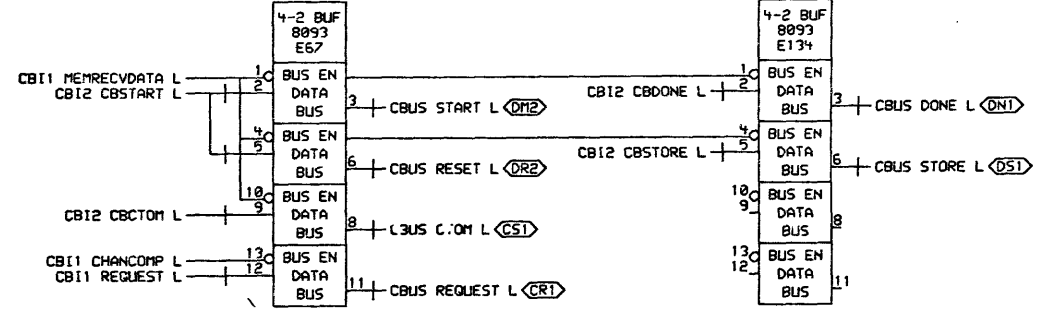 4-2 BUF
8093
E67
CBI1 MEMRECVDATA L
CBI2 CBSTART L
1
2
BUS EN
DATA
BUS
3
CBUS START L DM2
4
5
BUS EN
DATA
BUS
6
CBUS RESET L DR2
CBI2 CBCTOM L
10
9
BUS EN
DATA
BUS
8
CBUS L CS1
CBI1 CHANCOMP L
CBI1 REQUEST L
13
12
BUS EN
DATA
BUS
11
CBUS REQUEST L CR1
4-2 BUF
8093
E134
CBI2 CBDONE L
1
2
BUS EN
DATA
BUS
3
CBUS DONE L DN1
CBI2 CBSTORE L
4
5
BUS EN
DATA
BUS
6
CBUS STORE L DS1
10
9
BUS EN
DATA
BUS
8
13
12
BUS EN
DATA
BUS
11